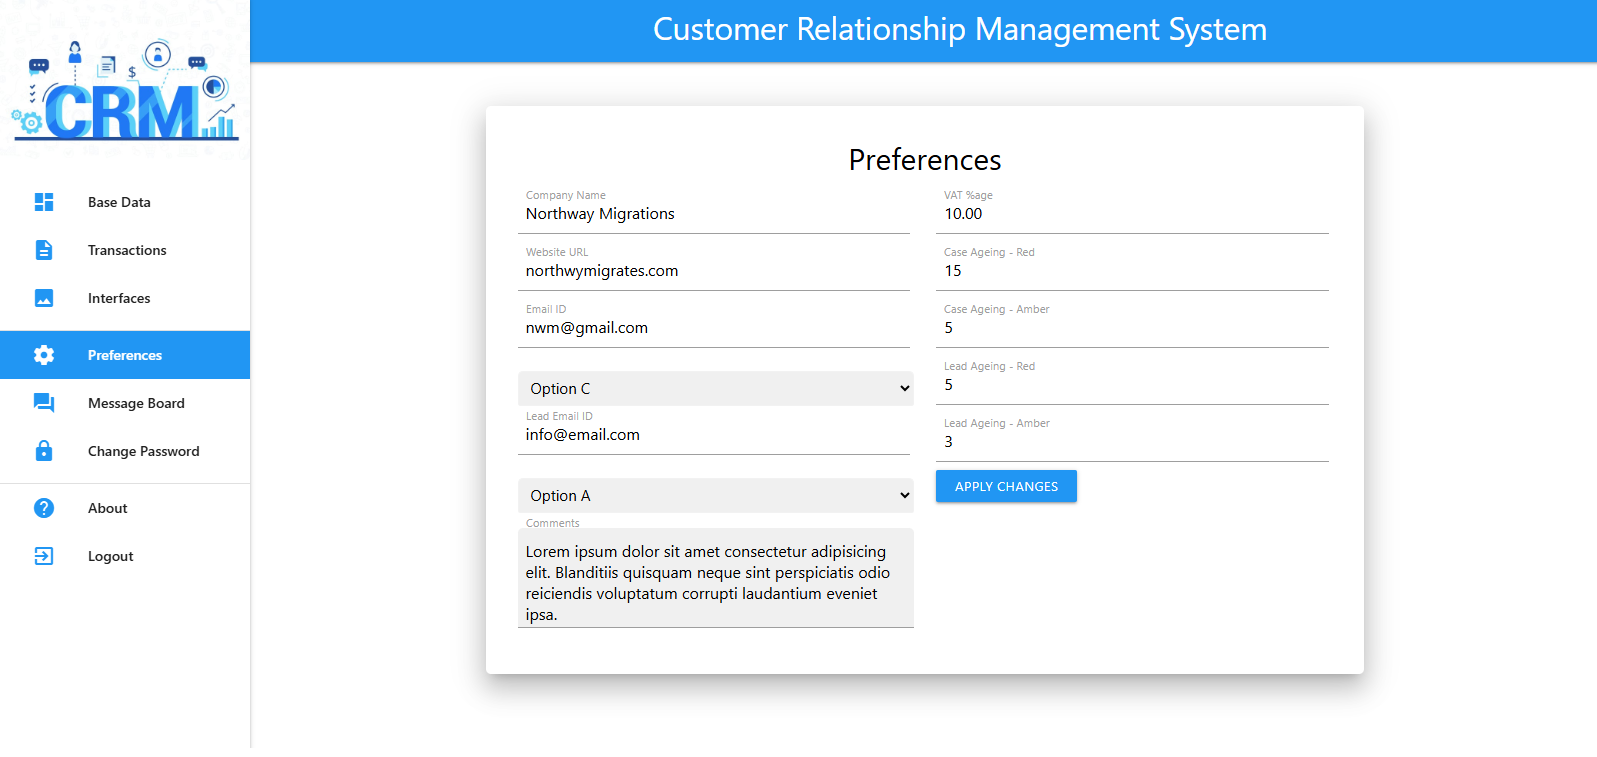 CRM
Base Data
Transactions
Interfaces
Preferences
Message Board
Change Password
About
Logout
Customer Relationship Management System
Preferences
Company Name
Northway Migrations
Website URL
northwymigrates.com
Email ID
nwm@gmail.com
Option C
Lead Email ID
info@email.com
Option A
Comments
Lorem ipsum dolor sit amet consectetur adipisicing
elit. Blanditiis quisquam neque sint perspiciatis odio
reiciendis voluptatum corrupti laudantium eveniet
ipsa.
VAT %age
10.00
Case Ageing - Red
15
Case Ageing - Amber
5
Lead Ageing - Red
5
Lead Ageing - Amber
3
APPLY CHANGES